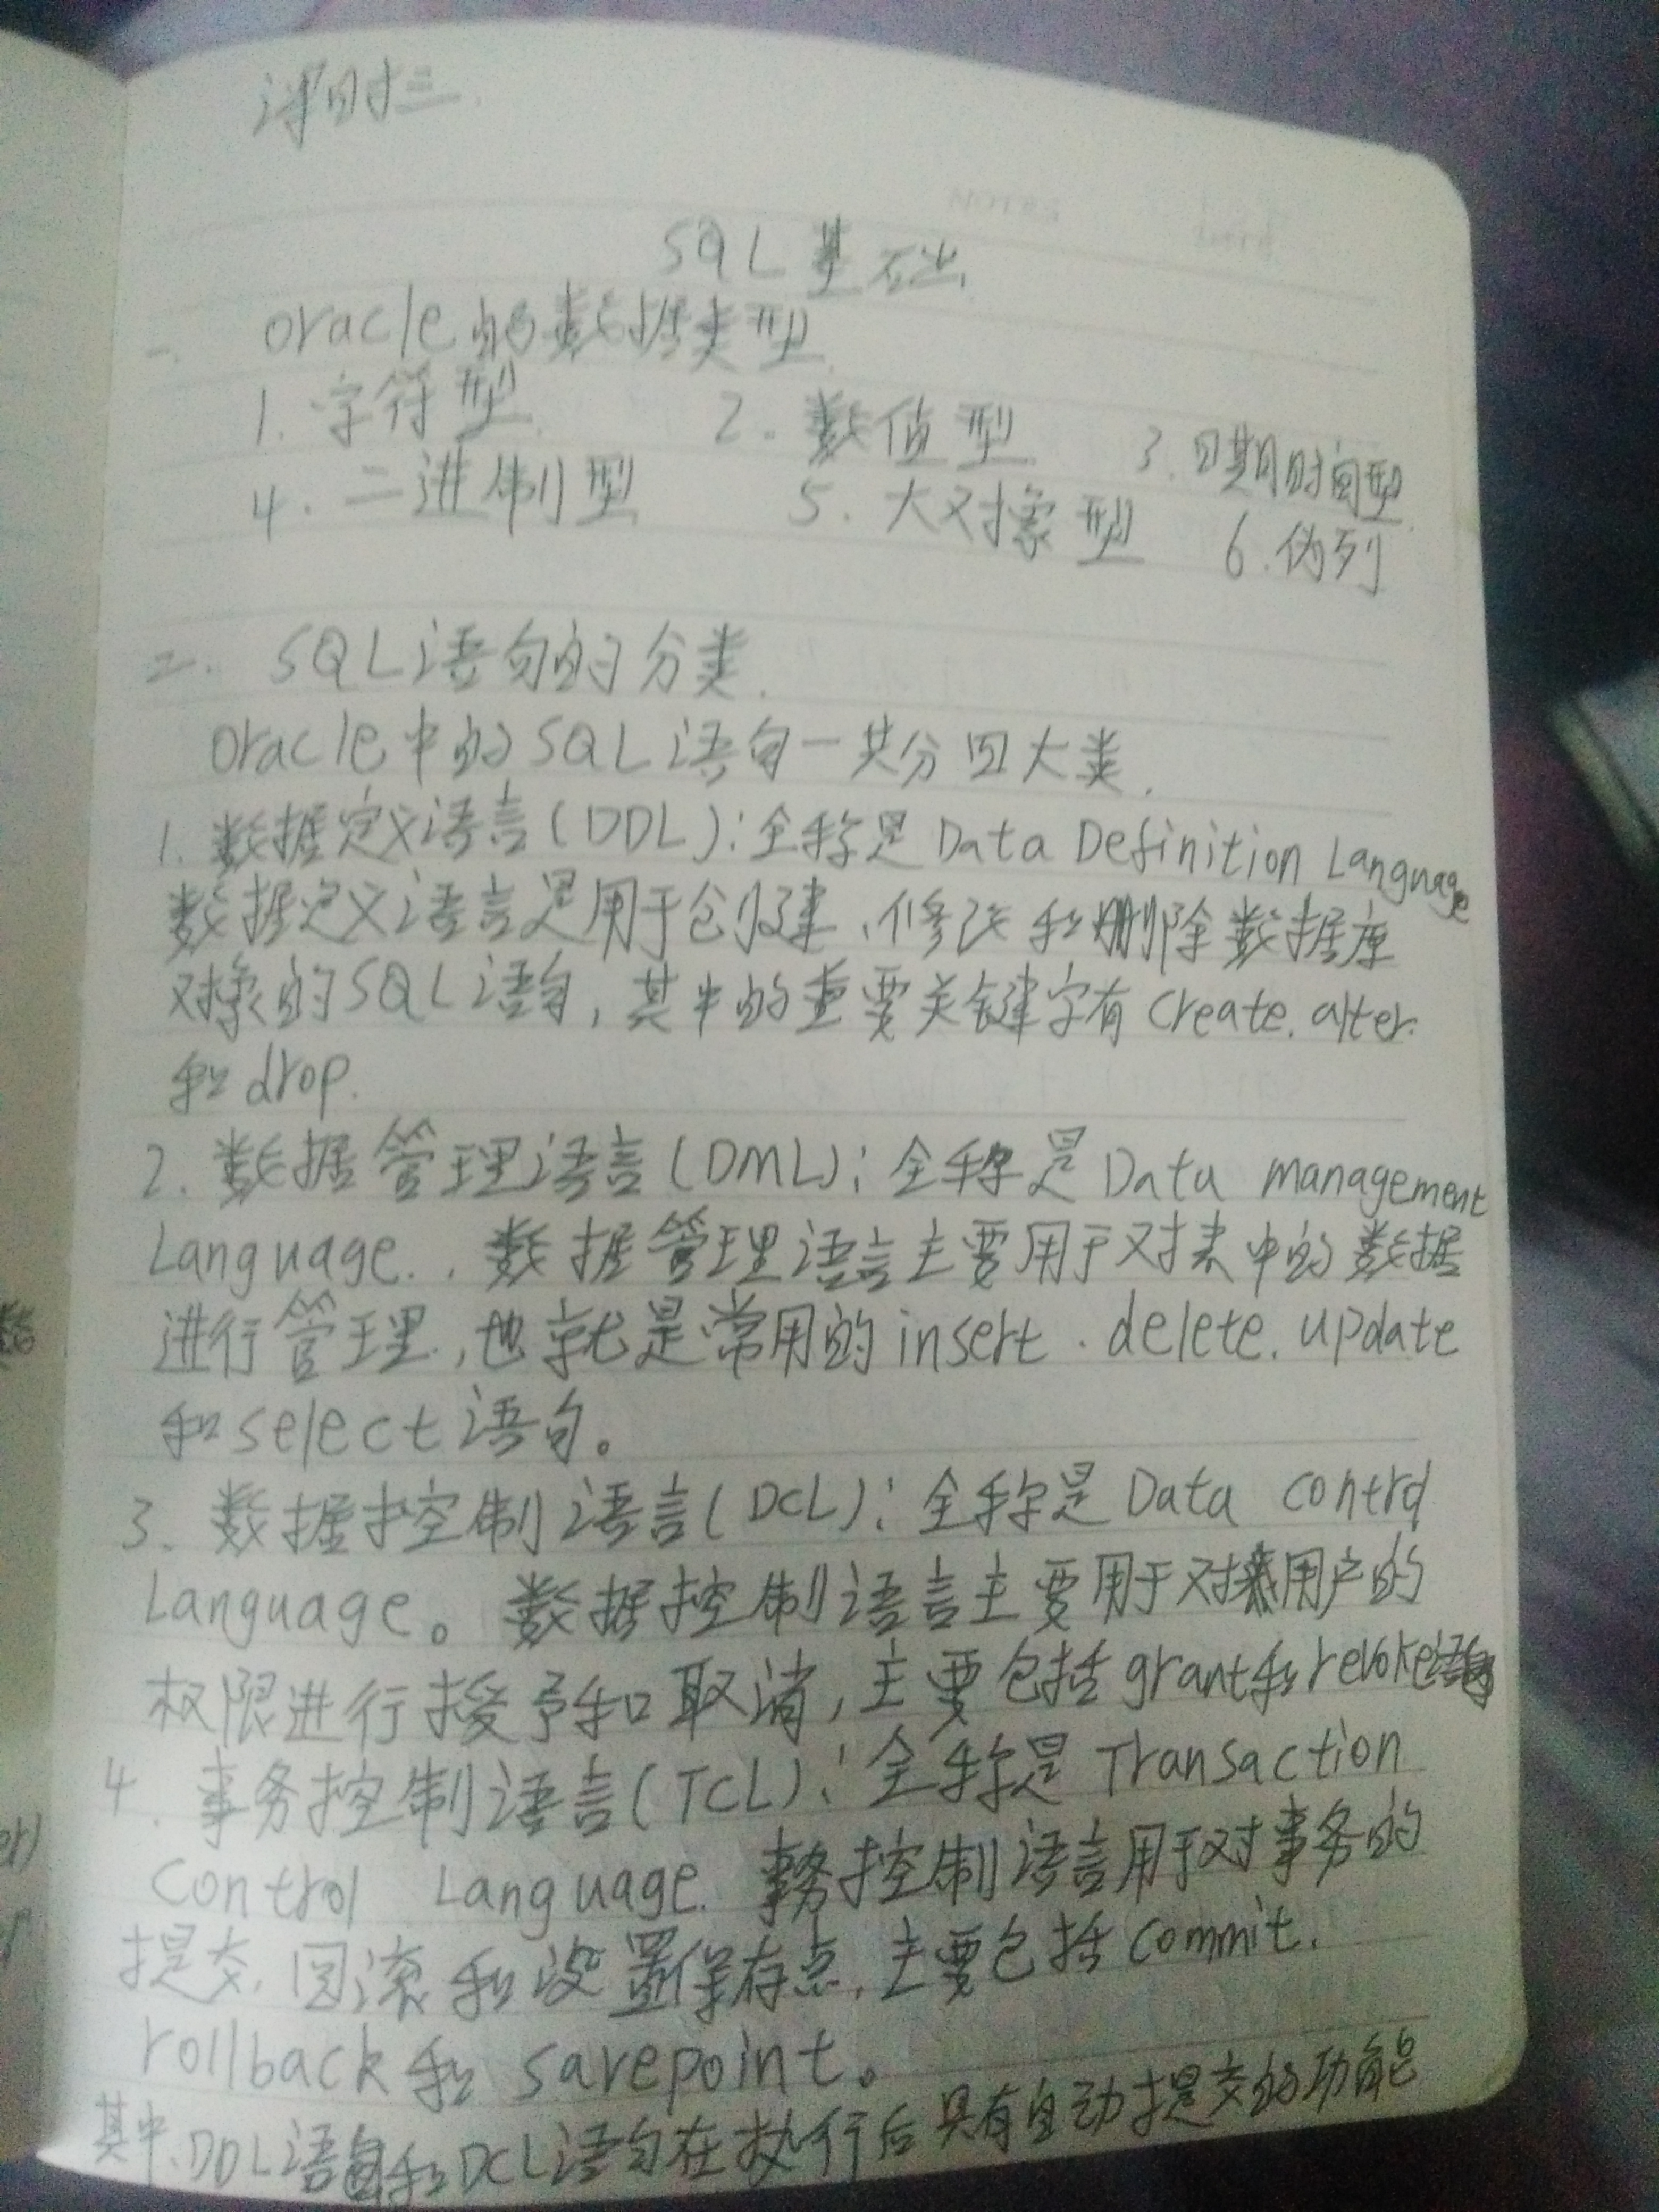 课时三
SQL基础
一. oracle的数据类型
1. 字符型 2. 数值型 3. 日期时间型
4. 二进制型 5. 大对象型 6. 伪列
二. SQL语句的分类.
oracle中的SQL语句一共分四大类.
1. 数据定义语言(DDL):全称是Data Definition Language
数据定义语言是用于创建、修改和删除数据库
对象的SQL语句,其中的重要关键字有create.alter.
和drop.
2. 数据管理语言(DML):全称是Data management
Language..数据管理语言主要用于对表中的数据
进行管理,也就是常用的insert.delete.update
和select语句。
3. 数据控制语言(DCL):全称是Data control
Language。数据控制语言主要用于对用户的
权限进行授予和取消,主要包括grant和revoke语句
4. 事务控制语言(TCL):全称是Transaction
control Language.事务控制语言用于对事务的
提交.回滚和设置保存点,主要包括commit.
rollback和savepoint。
其中.DDL语句和DCL语句在执行后具有自动提交的功能